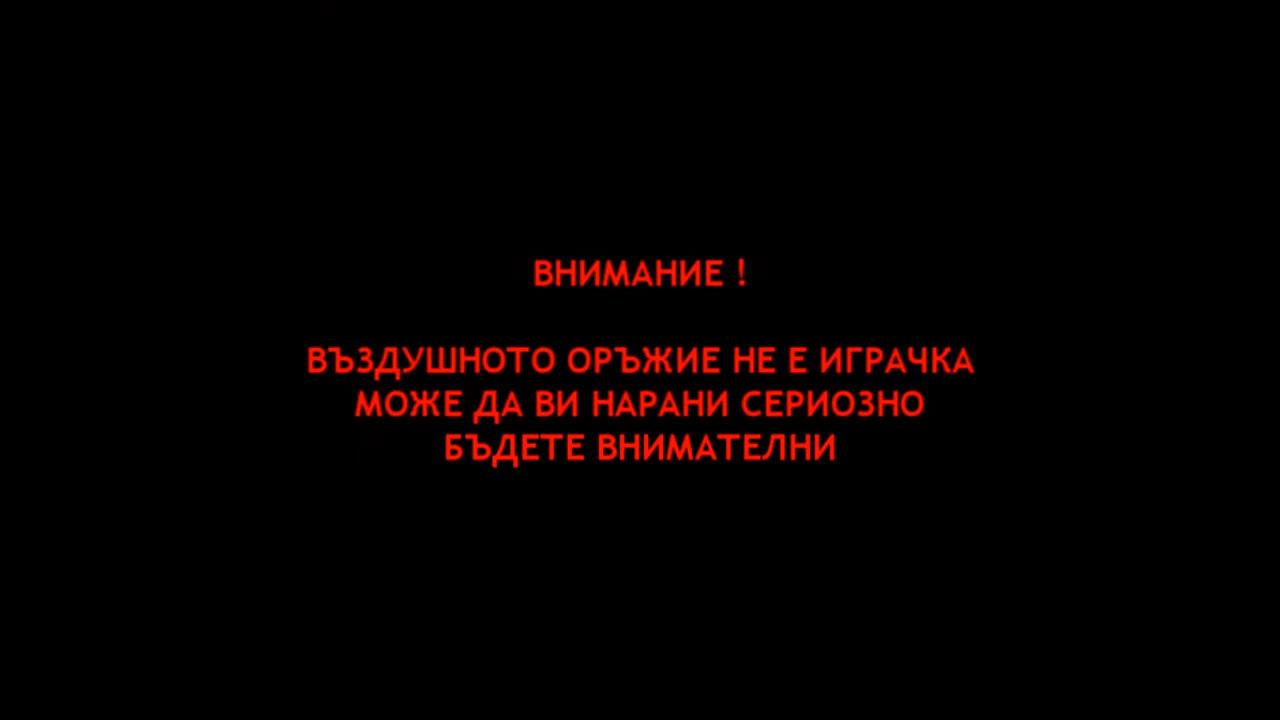 ВНИМАНИЕ !
ВЪЗДУШНОТО ОРЪЖИЕ НЕ Е ИГРАЧКА
МОЖЕ ДА ВИ НАРАНИ СЕРИОЗНО
БЪДЕТЕ ВНИМАТЕЛНИ